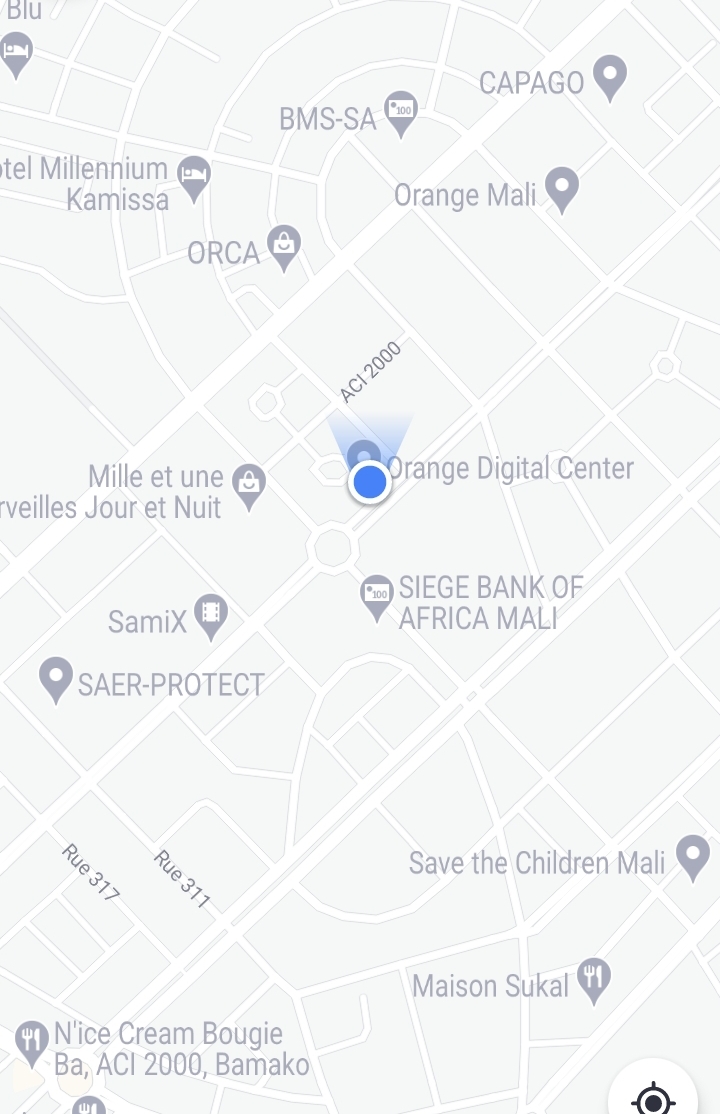 Blu
CAPAGO
BMS-SA
otel Millennium
Kamissa
Orange Mali
ORCA
ACI 2000
Orange Digital Center
Mille et une
rveilles Jour et Nuit
SIEGE BANK OF
AFRICA MALI
SamiX
SAER-PROTECT
Rue 317
Rue 311
Save the Children Mali
Maison Sukal
N'ice Cream Bougie
Ba, ACI 2000, Bamako